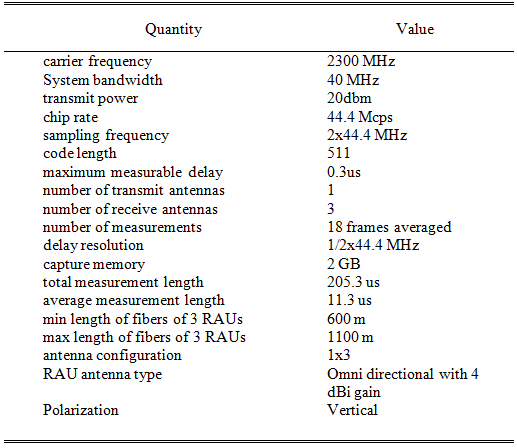 Quantity Value
carrier frequency 2300 MHz
System bandwidth 40 MHz
transmit power 20dbm
chip rate 44.4 Mcps
sampling frequency 2x44.4 MHz
code length 511
maximum measurable delay 0.3us
number of transmit antennas 1
number of receive antennas 3
number of measurements 18 frames averaged
delay resolution 1/2x44.4 MHz
capture memory 2 GB
total measurement length 205.3 us
average measurement length 11.3 us
min length of fibers of 3 RAUs 600 m
max length of fibers of 3 RAUs 1100 m
antenna configuration 1x3
RAU antenna type Omni directional with 4
dBi gain
Polarization Vertical